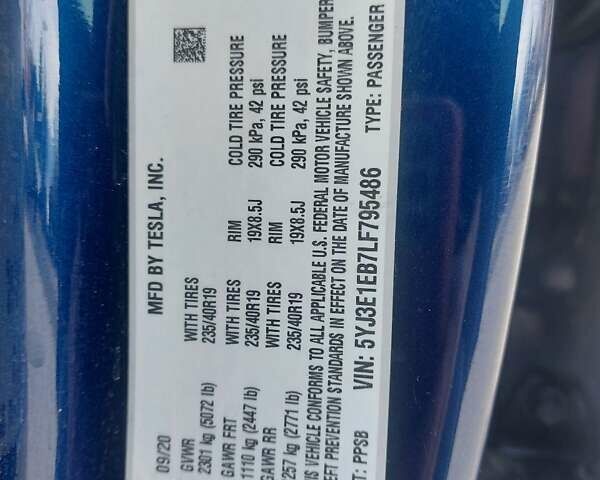 MFD BY TESLA, INC.
09/20
GVWR WITH TIRES RIM COLD TIRE PRESSURE
2301 kg (5072 lb) 235/40R19 19X8.5J 290 kPa, 42 psi
GAWR FRT WITH TIRES RIM COLD TIRE PRESSURE
1110 kg (2447 lb) 235/40R19 19X8.5J 290 kPa, 42 psi
GAWR RR WITH TIRES
257 kg (2771 lb) 235/40R19
IS VEHICLE CONFORMS TO ALL APPLICABLE U.S. FEDERAL MOTOR VEHICLE SAFETY, BUMPER
EFT PREVENTION STANDARDS IN EFFECT ON THE DATE OF MANUFACTURE SHOWN ABOVE.
VIN: 5YJ3E1EB7LF795486 TYPE: PASSENGER
T: PPSB